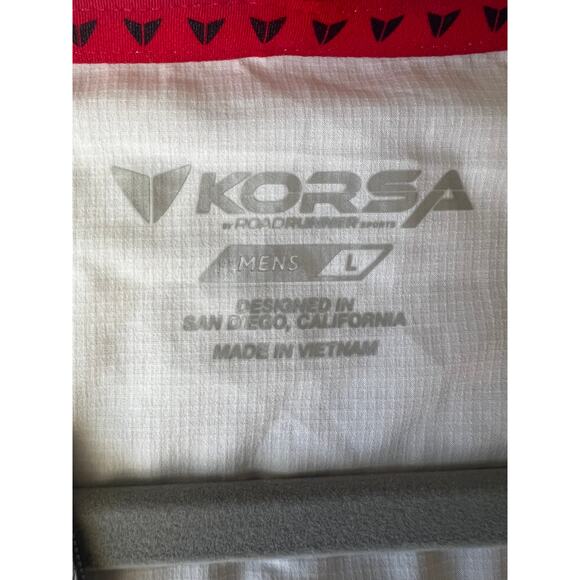 KORSA
BY ROADRUNNER SPORTS
MENS L
DESIGNED IN
SAN DIEGO, CALIFORNIA
MADE IN VIETNAM